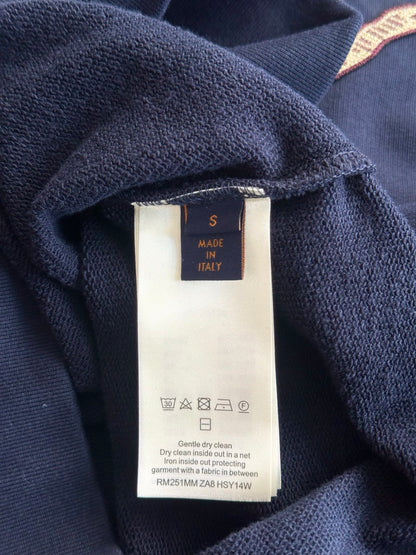 S
MADE
IN
ITALY
30
F
Gentle dry clean
Dry clean inside out in a net
Iron inside out protecting
garment with a fabric in between
RM251MM ZA8 HSY14W